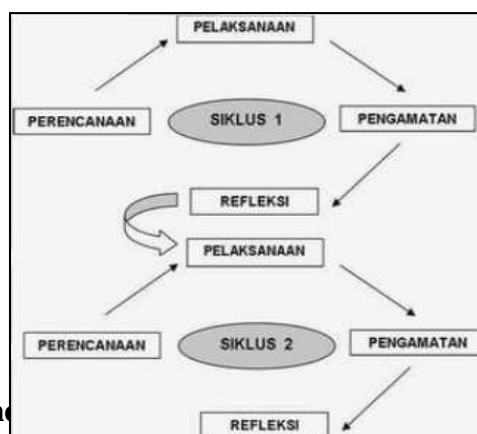 PELAKSANAAN
PERENCANAAN
SIKLUS 1
PENGAMATAN
REFLEKSI
PELAKSANAAN
PERENCANAAN
SIKLUS 2
PENGAMATAN
REFLEKSI